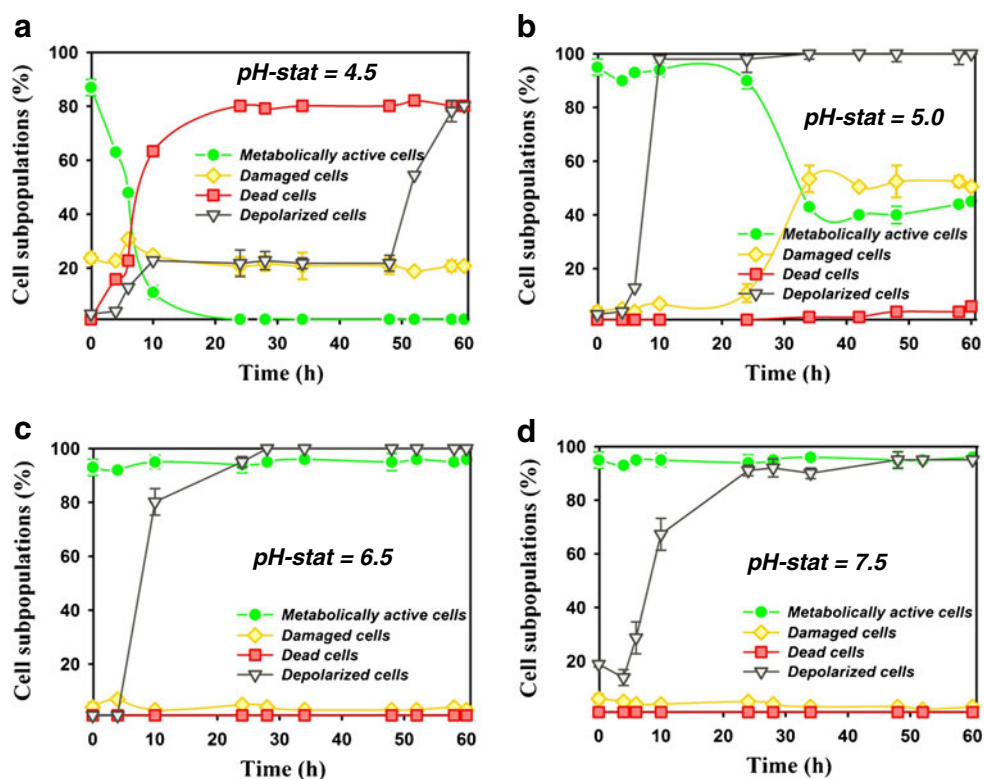 a
pH-stat = 4.5
Cell subpopulations (%)
100
80
60
40
20
Metabolically active cells
Damaged cells
Dead cells
Depolarized cells
0 10 20 30 40 50 60
Time (h)
b
pH-stat = 5.0
Cell subpopulations (%)
100
80
60
40
20
Metabolically active cells
Damaged cells
Dead cells
Depolarized cells
0 10 20 30 40 50 60
Time (h)
c
pH-stat = 6.5
Cell subpopulations (%)
100
80
60
40
20
Metabolically active cells
Damaged cells
Dead cells
Depolarized cells
0 10 20 30 40 50 60
Time (h)
d
pH-stat = 7.5
Cell subpopulations (%)
100
80
60
40
20
Metabolically active cells
Damaged cells
Dead cells
Depolarized cells
0 10 20 30 40 50 60
Time (h)